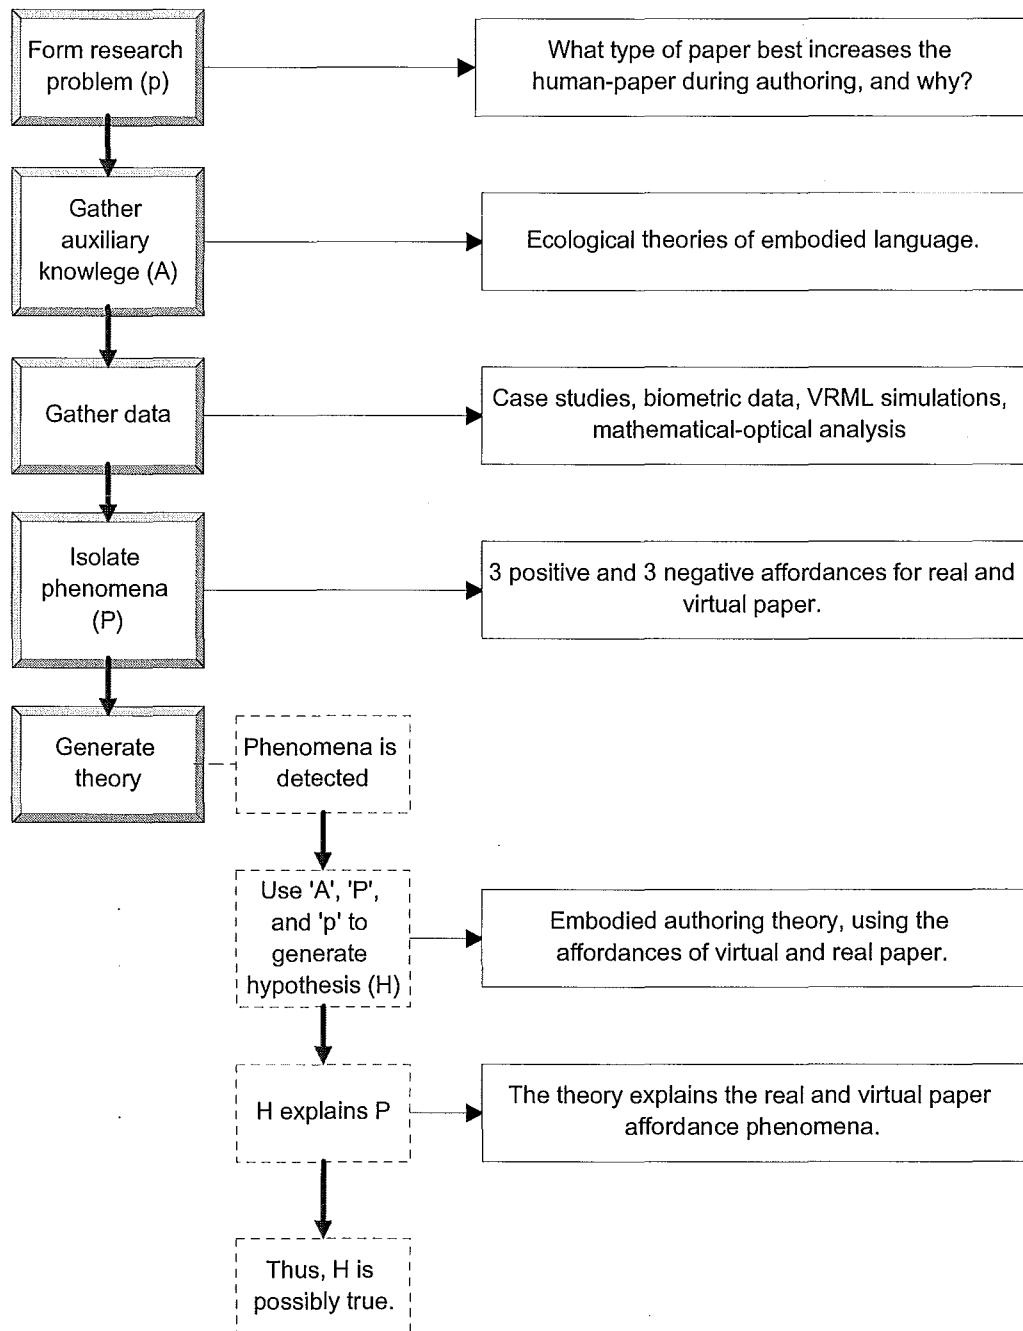 Form research
problem (p)
What type of paper best increases the
human-paper during authoring, and why?
Gather
auxiliary
knowlege (A)
Ecological theories of embodied language.
Gather data
Case studies, biometric data, VRML simulations,
mathematical-optical analysis
Isolate
phenomena
(P)
3 positive and 3 negative affordances for real and
virtual paper.
Generate
theory
Phenomena is
detected
Use 'A', 'P',
and 'p' to
generate
hypothesis (H)
Embodied authoring theory, using the
affordances of virtual and real paper.
H explains P
The theory explains the real and virtual paper
affordance phenomena.
Thus, H is
possibly true.